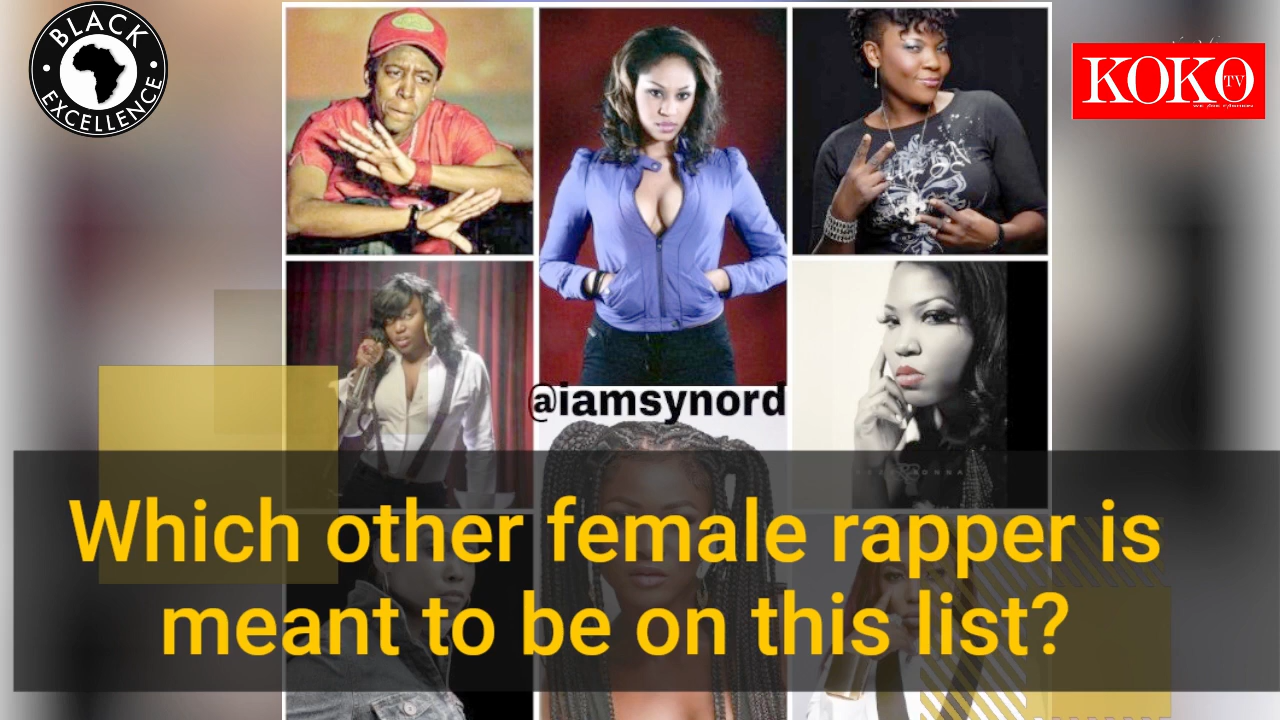 BLACK
EXCELLENCE
KOKO
TV
@iamsynord
Which other female rapper is
meant to be on this list?